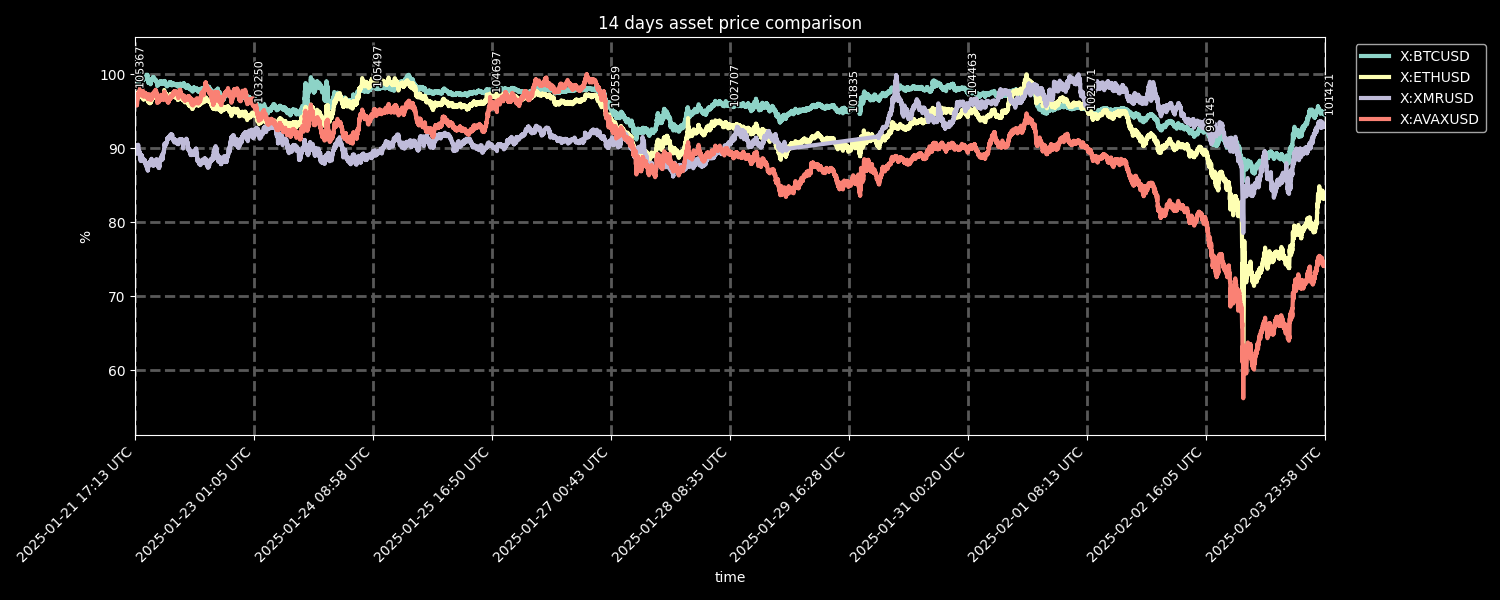 14 days asset price comparison
X:BTCUSD
X:ETHUSD
X:XMRUSD
X:AVAXUSD
105367
103250
105497
104697
102559
102707
101835
104463
102171
99145
101421
100
90
80
70
60
%
2025-01-21 17:13 UTC
2025-01-23 01:05 UTC
2025-01-24 08:58 UTC
2025-01-25 16:50 UTC
2025-01-27 00:43 UTC
2025-01-28 08:35 UTC
2025-01-29 16:28 UTC
2025-01-31 00:20 UTC
2025-02-01 08:13 UTC
2025-02-02 16:05 UTC
2025-02-03 23:58 UTC
time